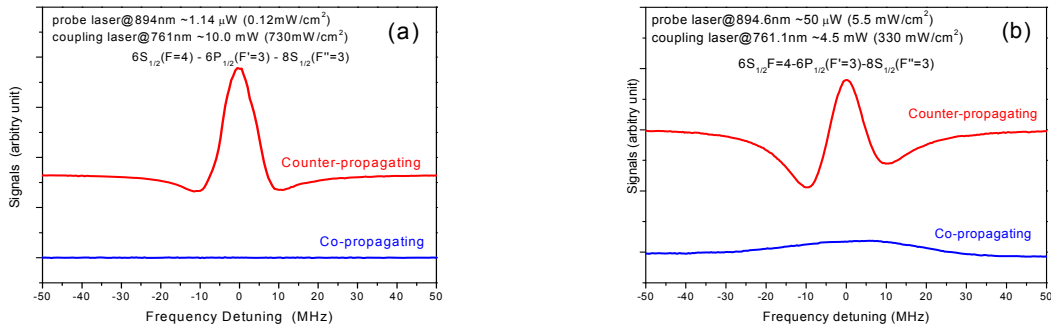 probe laser@894nm ~1.14 μW (0.12mW/cm²)
coupling laser@761nm ~10.0 mW (730mW/cm²)
(a)
6S1/2(F=4) - 6P1/2(F'=3) - 8S1/2(F"=3)
Signals (arbitry unit)
Counter-propagating
Co-propagating
-50 -40 -30 -20 -10 0 10 20 30 40 50
Frequency Detuning (MHz)
probe laser@894.6nm ~50 μW (5.5 mW/cm²)
coupling laser@761.1nm ~4.5 mW (330 mW/cm²)
(b)
6S1/2F=4-6P1/2(F'=3)-8S1/2(F"=3)
Signals (arbitry unit)
Counter-propagating
Co-propagating
-50 -40 -30 -20 -10 0 10 20 30 40 50
Frequency detuning (MHz)